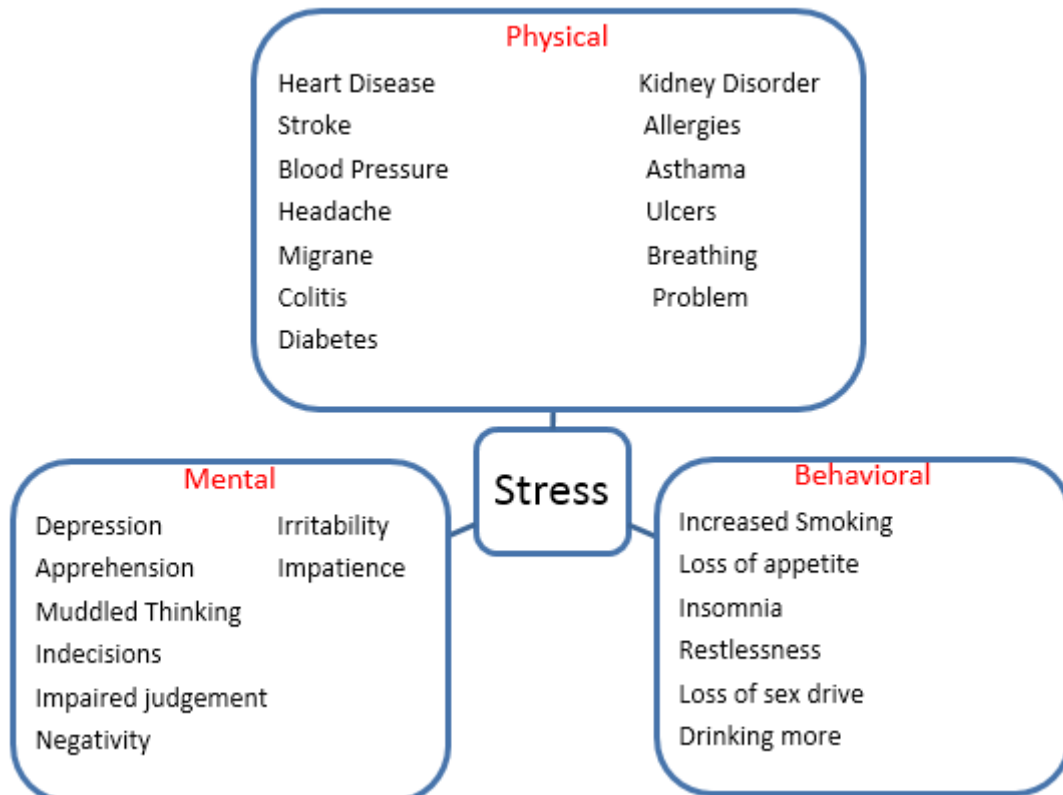 Physical
Heart Disease
Stroke
Blood Pressure
Headache
Migrane
Colitis
Diabetes
Kidney Disorder
Allergies
Asthama
Ulcers
Breathing
Problem
Stress
Mental
Depression
Apprehension
Muddled Thinking
Indecisions
Impaired judgement
Negativity
Irritability
Impatience
Behavioral
Increased Smoking
Loss of appetite
Insomnia
Restlessness
Loss of sex drive
Drinking more